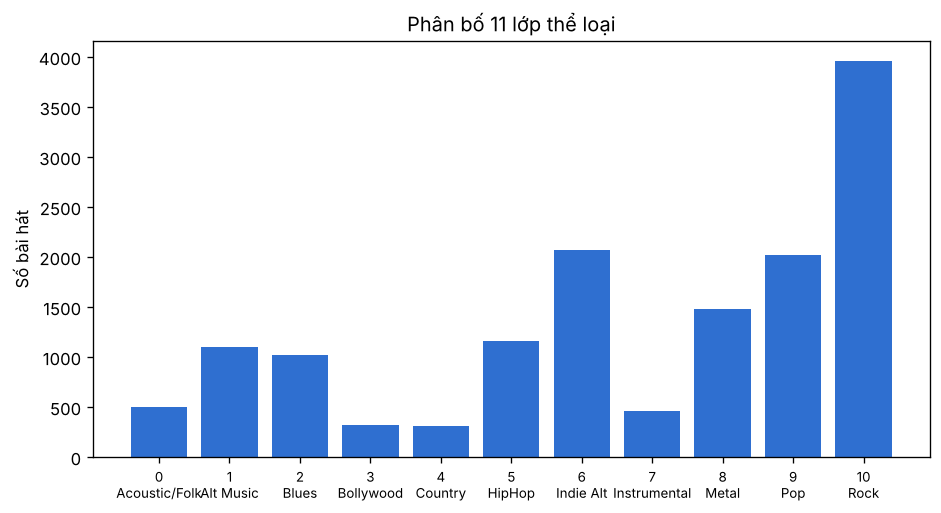 Phân bố 11 lớp thể loại
Số bài hát
4000
3500
3000
2500
2000
1500
1000
500
0
0 1 2 3 4 5 6 7 8 9 10
Acoustic/Folk Alt Music Blues Bollywood Country HipHop Indie Alt Instrumental Metal Pop Rock